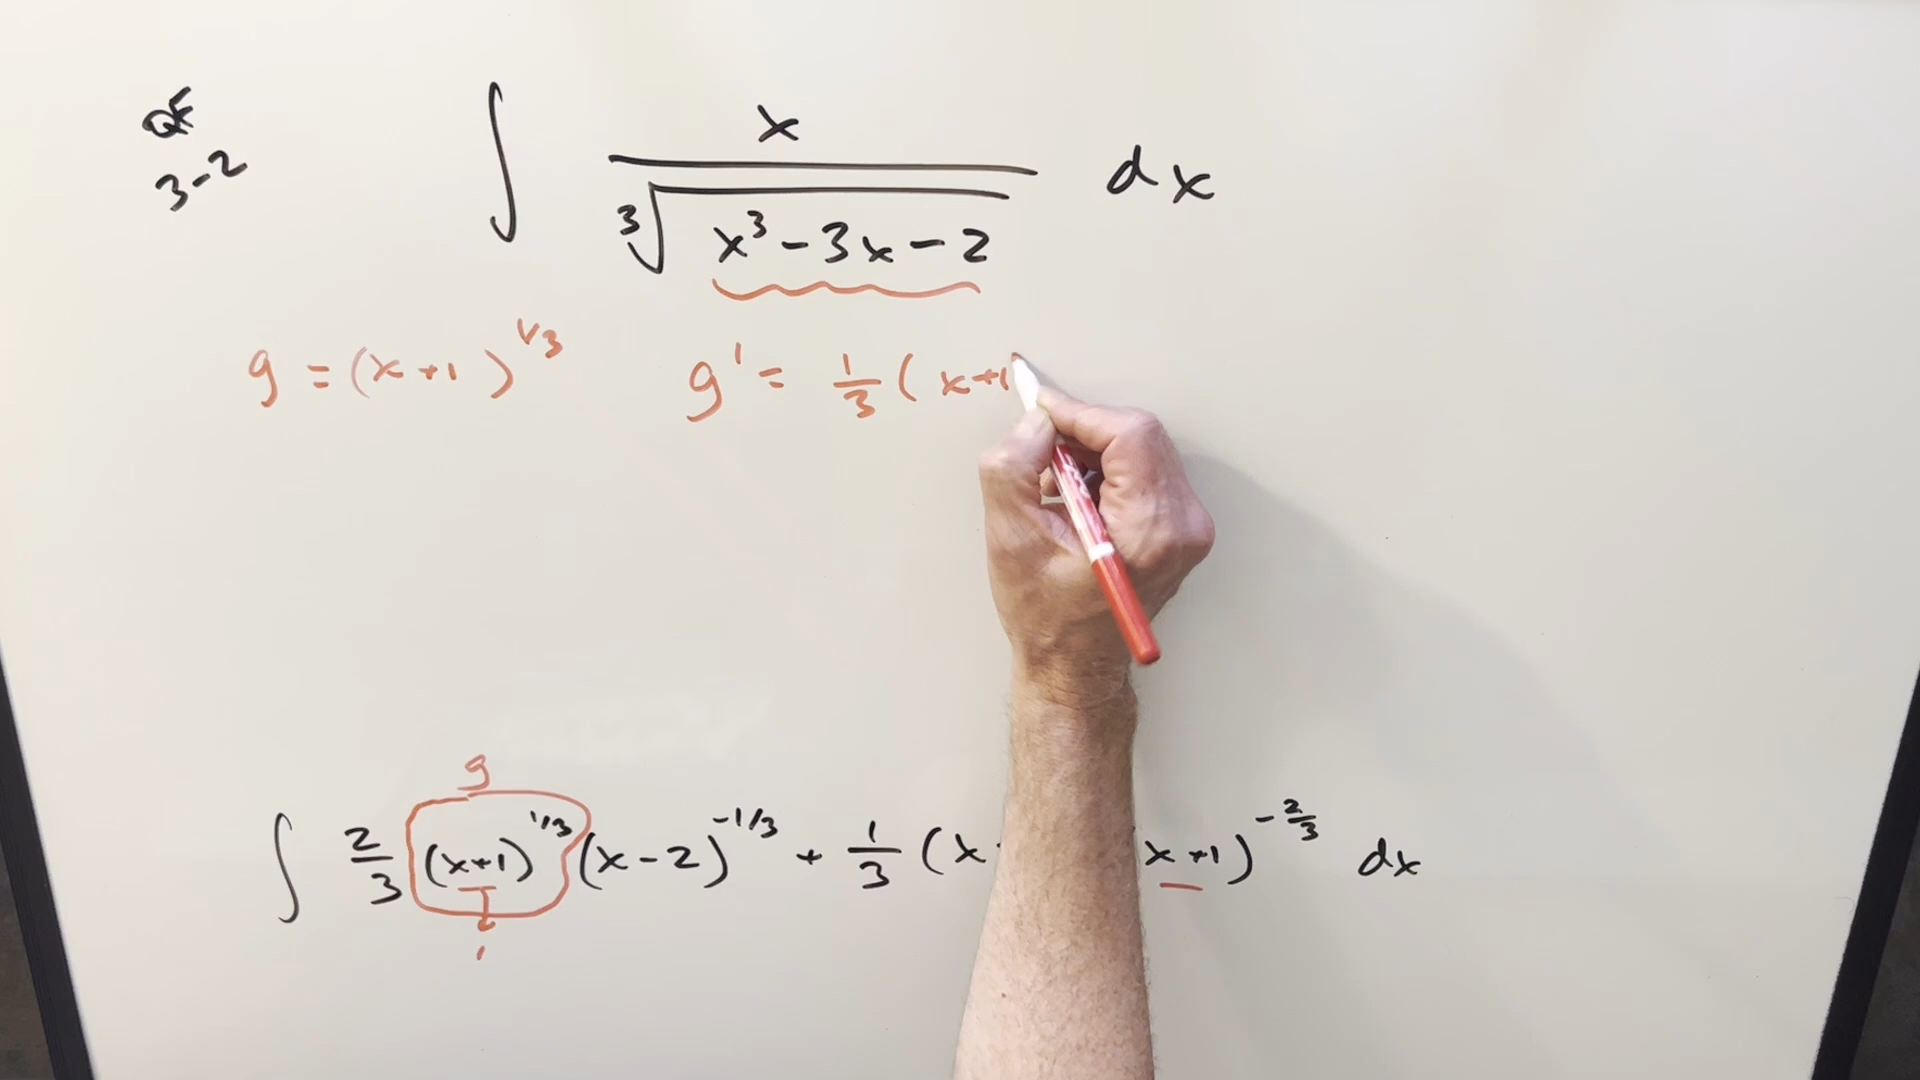 QE
3-2
∫ x / ∛(x³ - 3x - 2) dx
g = (x+1)^1/3 g' = 1/3 (x+1
g
∫ 2/3 (x+1)^1/3 (x-2)^-1/3 + 1/3 (x x+1)^-2/3 dx